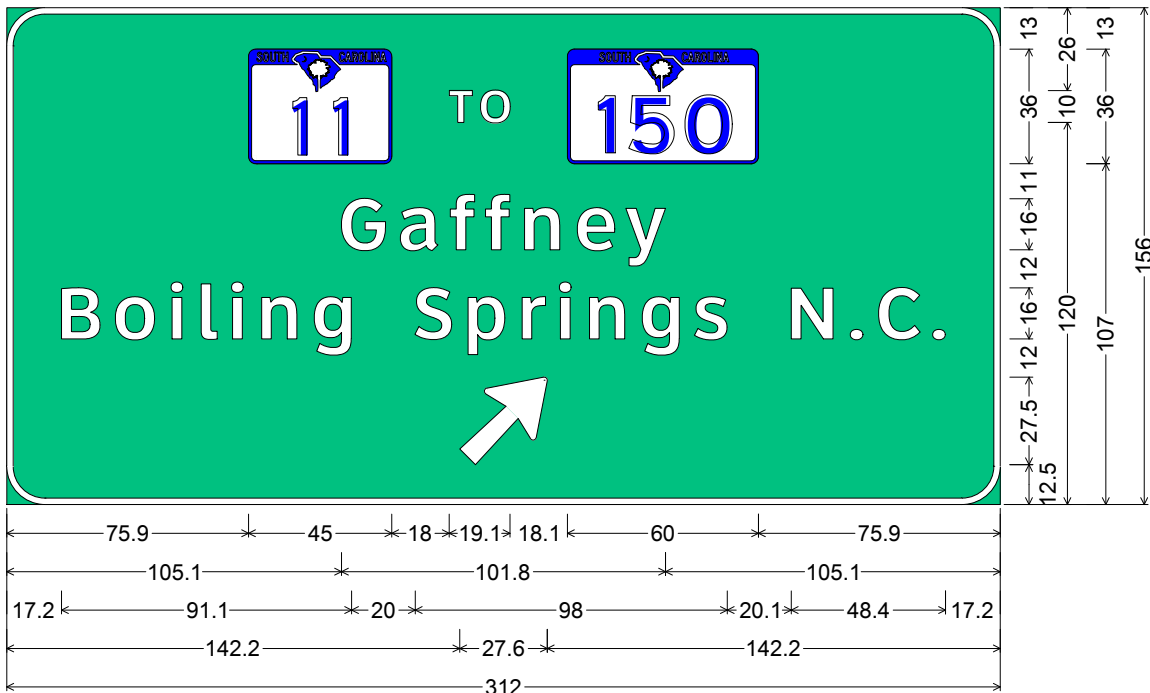 SOUTH CAROLINA SOUTH CAROLINA
11 TO 150
Gaffney
Boiling Springs N.C.
13 26 13
36 10 36
11
16
12
16 120 107 156
12
27.5
12.5
75.9 45 18 19.1 18.1 60 75.9
105.1 101.8 105.1
17.2 91.1 20 98 20.1 48.4 17.2
142.2 27.6 142.2
312